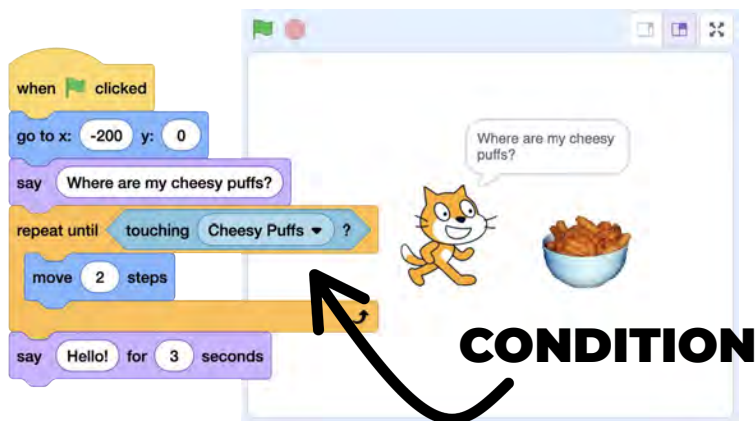 when clicked
go to x: -200 y: 0
say Where are my cheesy puffs?
repeat until touching Cheesy Puffs ?
move 2 steps
say Hello! for 3 seconds
Where are my cheesy
puffs?
CONDITION